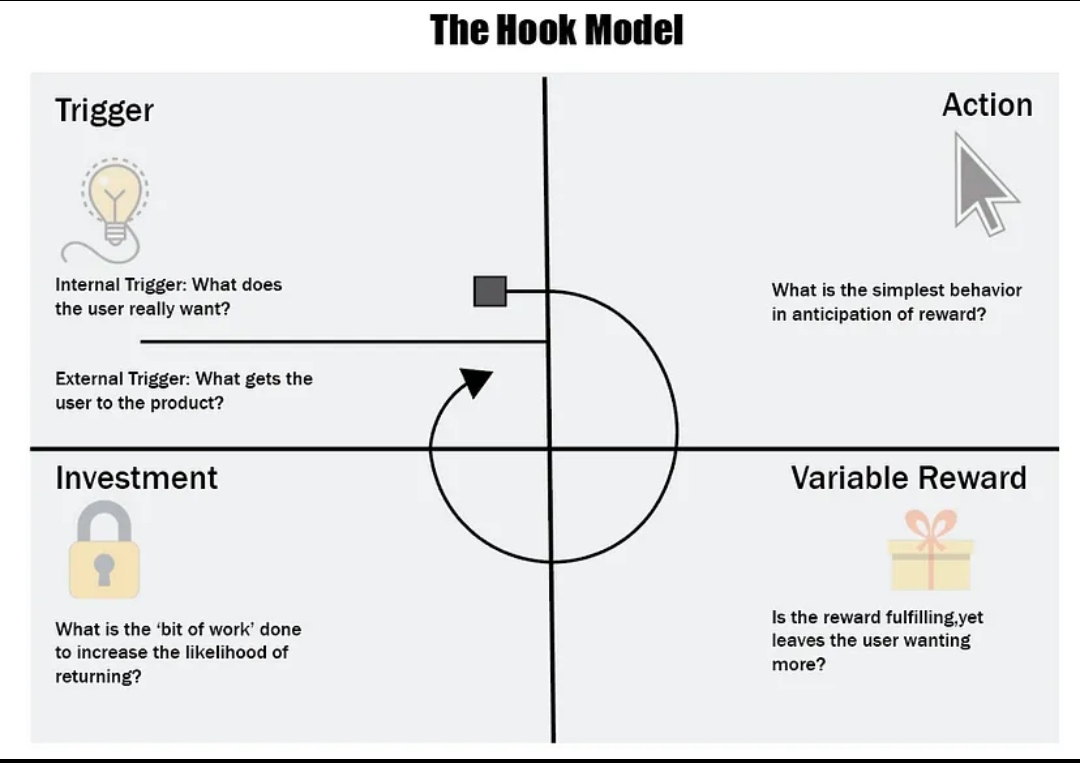 The Hook Model
Trigger
Internal Trigger: What does
the user really want?
External Trigger: What gets the
user to the product?
Action
What is the simplest behavior
in anticipation of reward?
Investment
What is the ‘bit of work’ done
to increase the likelihood of
returning?
Variable Reward
Is the reward fulfilling,yet
leaves the user wanting
more?